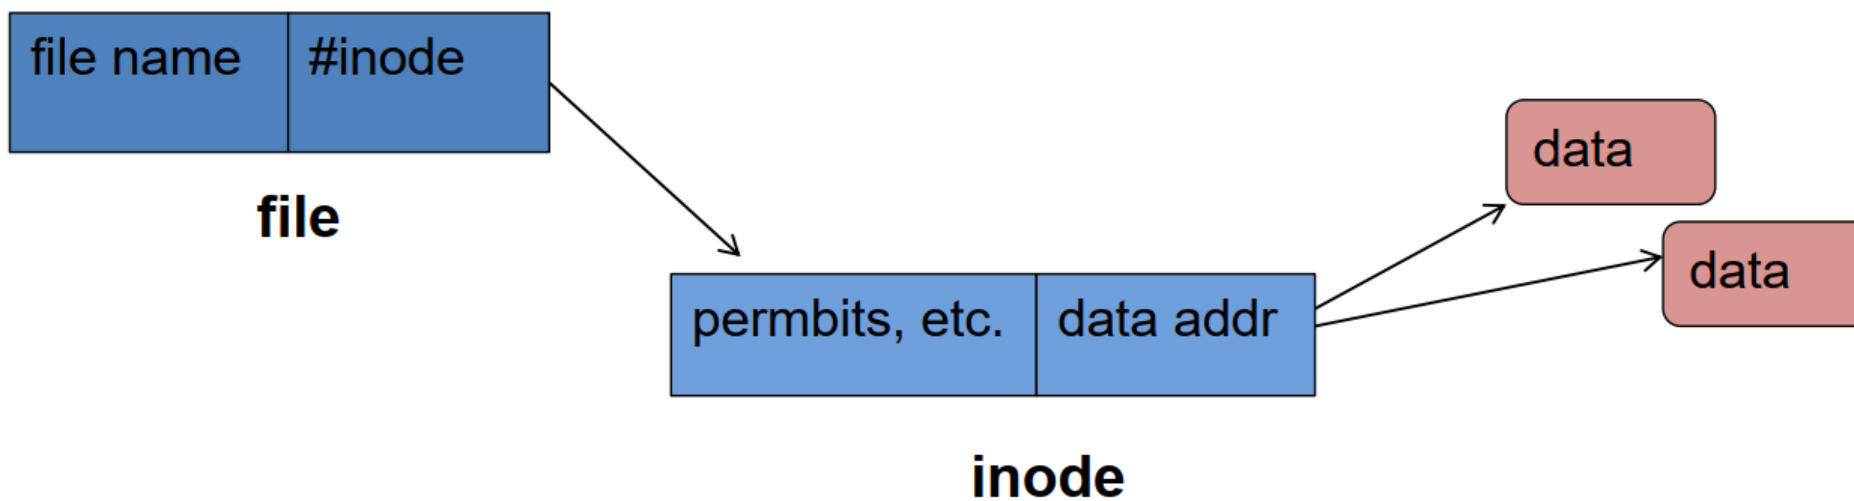 file name
#inode
file
data
data
permbits, etc.
data addr
inode